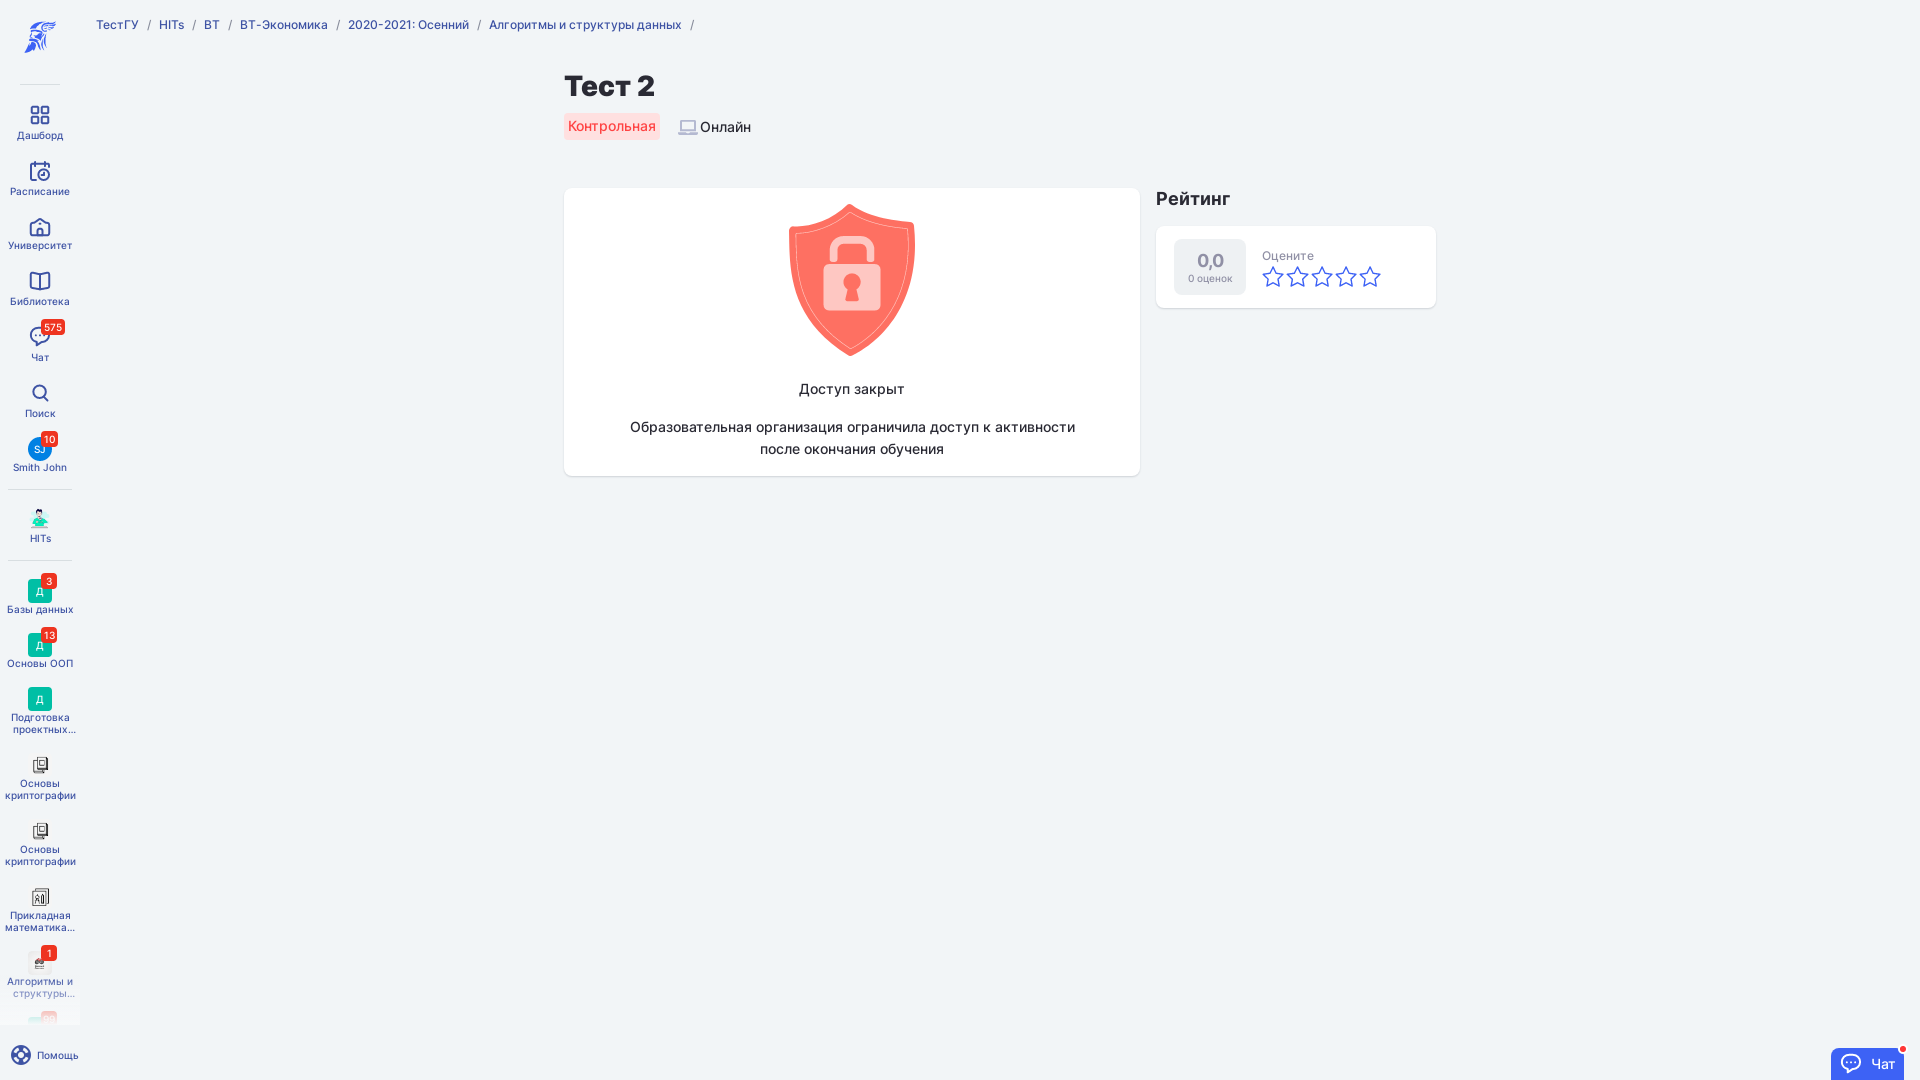 ТестГУ / HITs / ВТ / ВТ-Экономика / 2020-2021: Осенний / Алгоритмы и структуры данных /
Тест 2
Контрольная
Онлайн
Доступ закрыт
Образовательная организация ограничила доступ к активности
после окончания обучения
Рейтинг
0,0
0 оценок
Оцените
Дашборд
Расписание
Университет
Библиотека
575
Чат
Поиск
10
SJ
Smith John
HITs
3
Д
Базы данных
13
Д
Основы ООП
Д
Подготовка
проектных...
Основы
криптографии
Основы
криптографии
Прикладная
математика...
1
Алгоритмы и
структуры...
Помощь
Чат